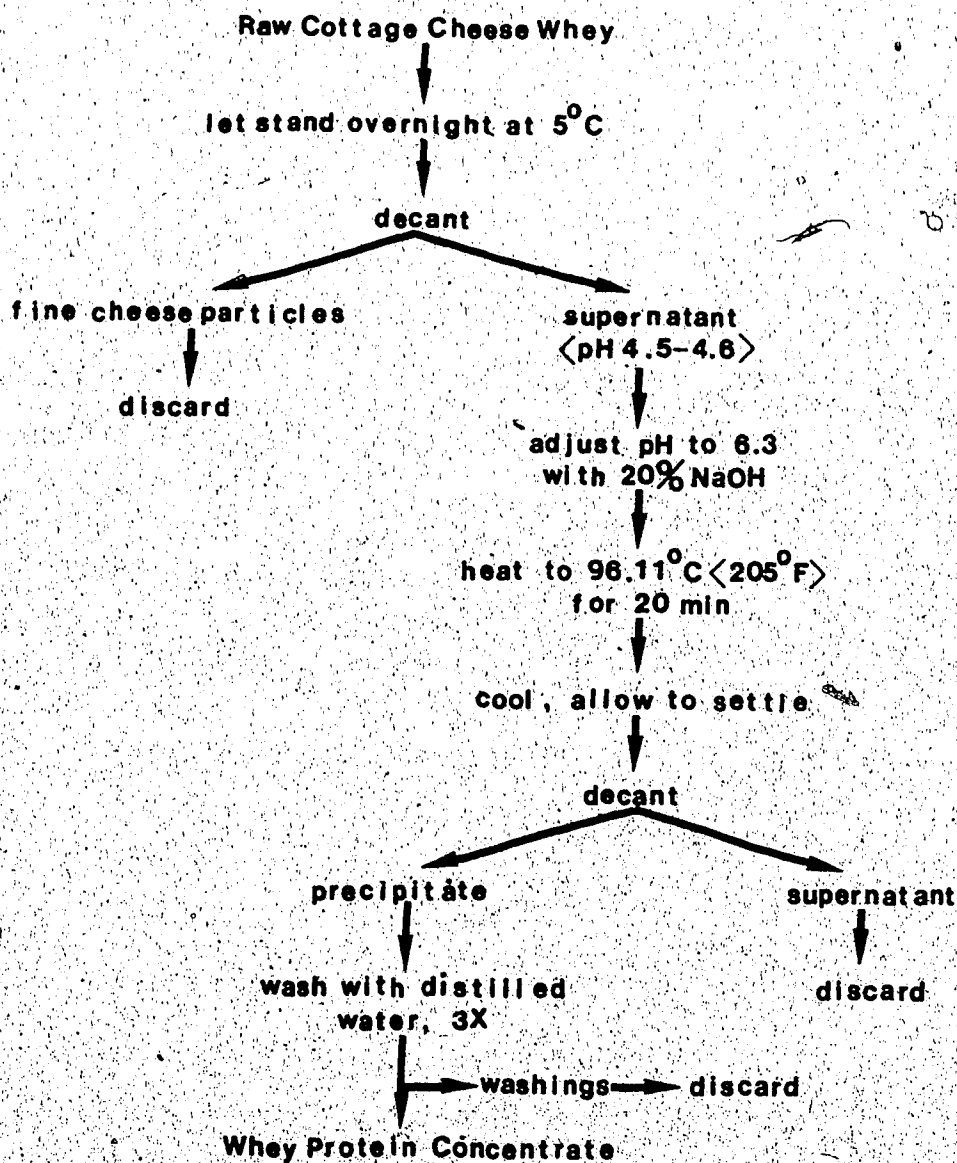 Raw Cottage Cheese Whey
let stand overnight at 5°C
decant
fine cheese particles
supernatant
<pH 4.5-4.6>
discard
adjust pH to 6.3
with 20% NaOH
heat to 96.11°C <205°F>
for 20 min
cool, allow to settle
decant
precipitate
supernatant
wash with distilled
water, 3X
discard
washings
discard
Whey Protein Concentrate